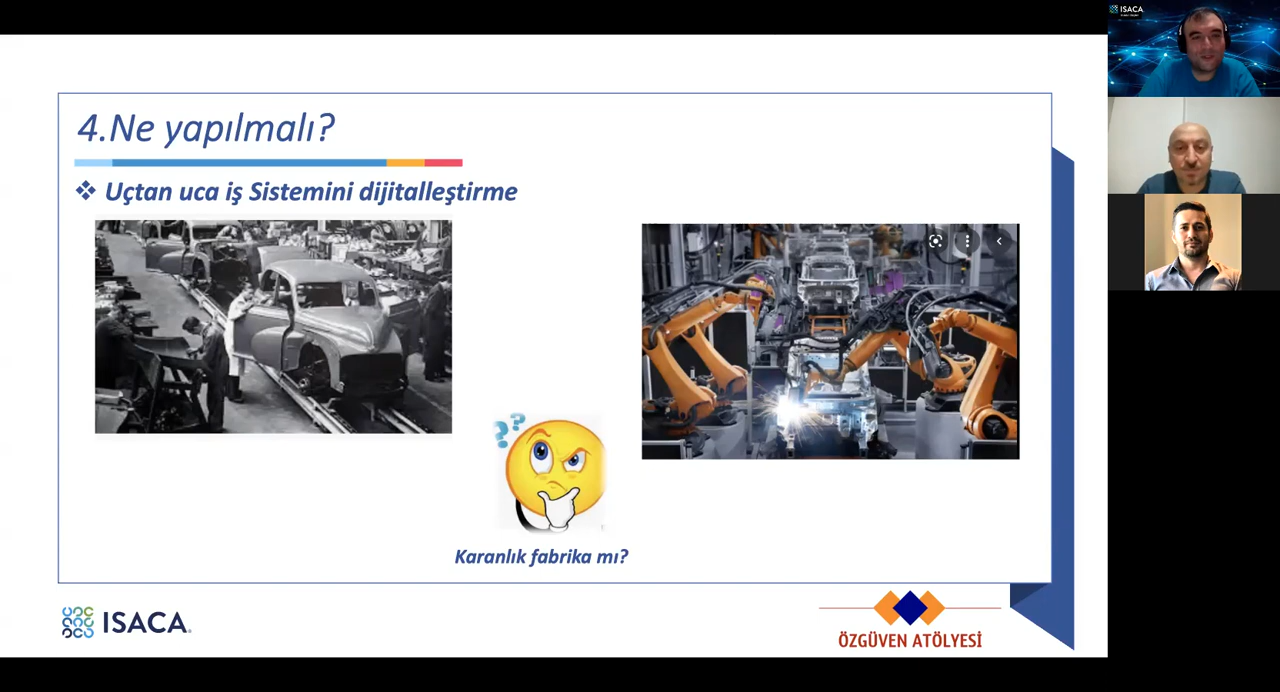 4.Ne yapılmalı?
❖ Uçtan uca iş Sistemini dijitalleştirme
??
Karanlık fabrika mı?
ISACA®
ÖZGÜVEN ATÖLYESİ
ISACA